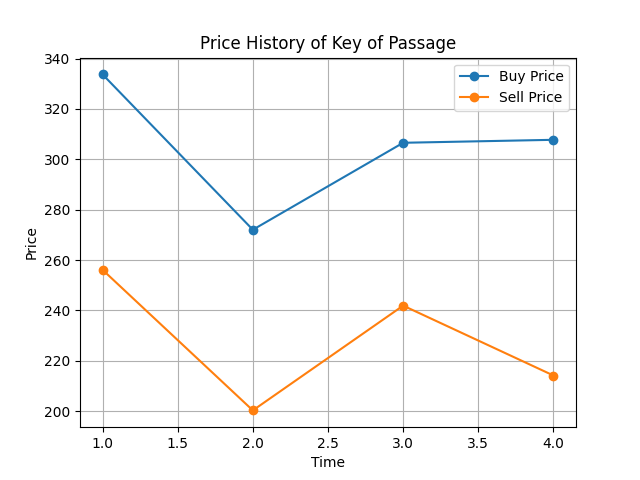 Price History of Key of Passage
Buy Price
Sell Price
Price
340
320
300
280
260
240
220
200
1.0 1.5 2.0 2.5 3.0 3.5 4.0
Time